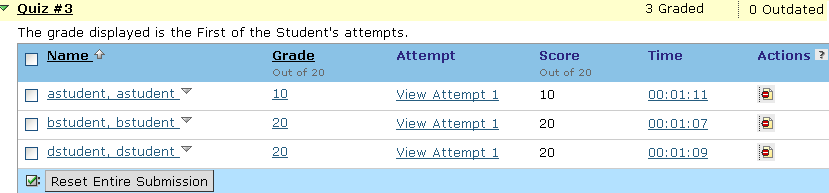 Quiz #3 3 Graded 0 Outdated
The grade displayed is the First of the Student's attempts.
Name Grade Attempt Score Time Actions ?
Out of 20 Out of 20
astudent, astudent 10 View Attempt 1 10 00:01:11
bstudent, bstudent 20 View Attempt 1 20 00:01:07
dstudent, dstudent 20 View Attempt 1 20 00:01:09
: Reset Entire Submission